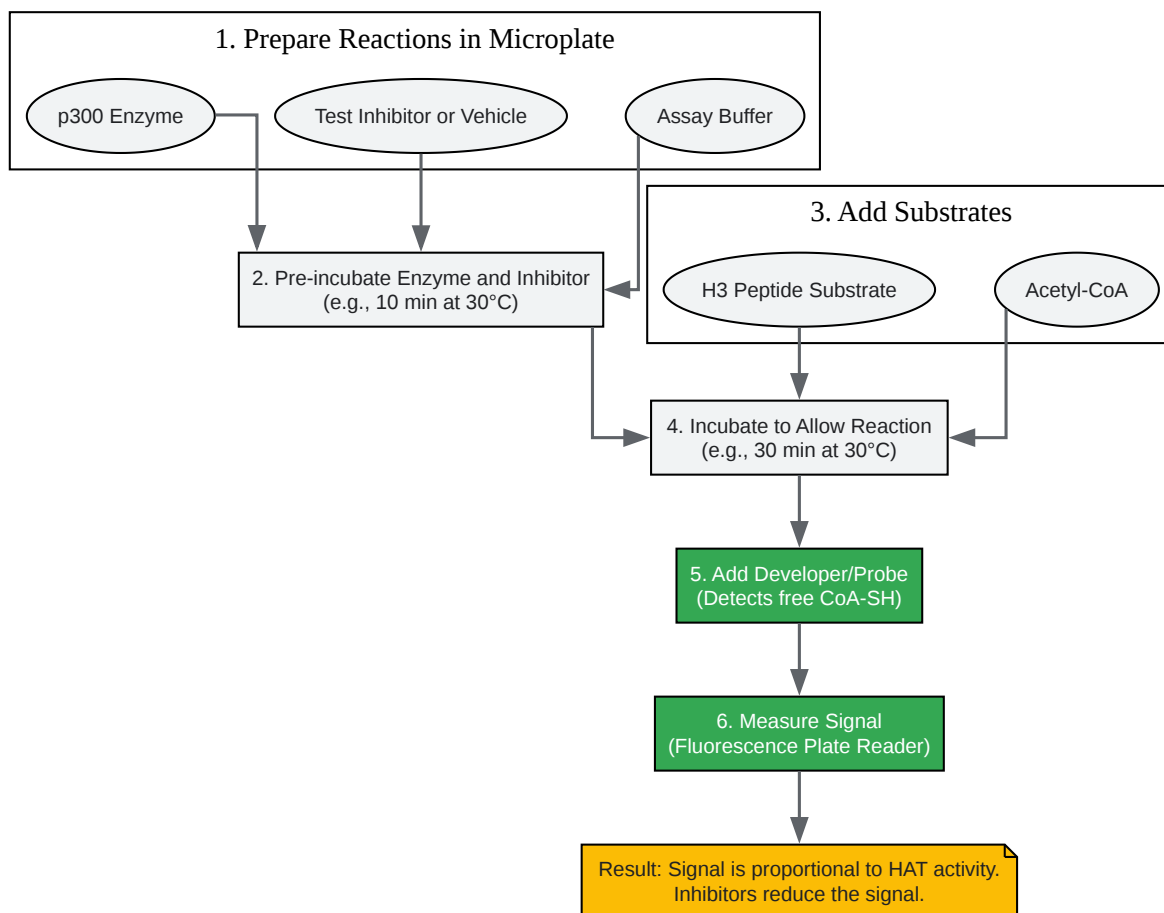 1. Prepare Reactions in Microplate
p300 Enzyme
Test Inhibitor or Vehicle
Assay Buffer
2. Pre-incubate Enzyme and Inhibitor
(e.g., 10 min at 30°C)
3. Add Substrates
H3 Peptide Substrate
Acetyl-CoA
4. Incubate to Allow Reaction
(e.g., 30 min at 30°C)
5. Add Developer/Probe
(Detects free CoA-SH)
6. Measure Signal
(Fluorescence Plate Reader)
Result: Signal is proportional to HAT activity.
Inhibitors reduce the signal.